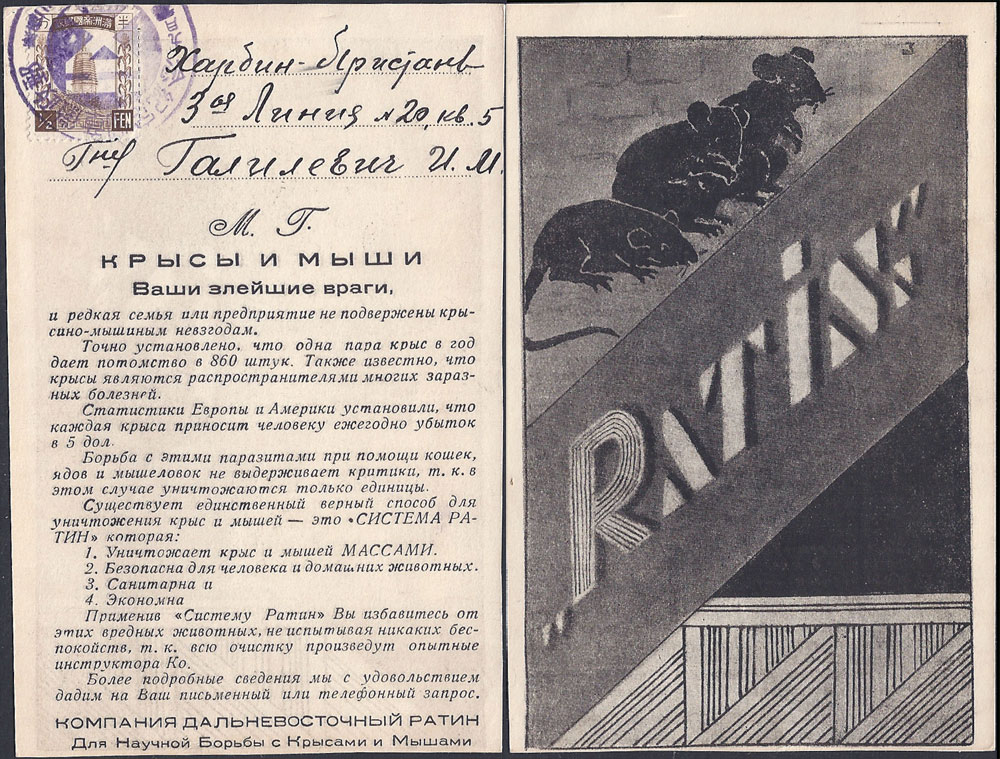 ½ FEN
Харбин-Пристань
3ая Линия №20, кв. 5
Гну Галилевич И. М.
М. Г.
КРЫСЫ И МЫШИ
Ваши злейшие враги,
и редкая семья или предприятие не подвержены кры-
сино-мышиным невзгодам.
Точно установлено, что одна пара крыс в год
дает потомство в 860 штук. Также известно, что
крысы являются распространителями многих зараз-
ных болезней.
Статистики Европы и Америки установили, что
каждая крыса приносит человеку ежегодно убыток
в 5 дол.
Борьба с этими паразитами при помощи кошек,
ядов и мышеловок не выдерживает критики, т. к. в
этом случае уничтожаются только единицы.
Существует единственный верный способ для
уничтожения крыс и мышей — это «СИСТЕМА РА-
ТИН» которая:
1. Уничтожает крыс и мышей МАССАМИ.
2. Безопасна для человека и домашних животных.
3. Санитарна и
4. Экономна
Применив «Систему Ратин» Вы избавитесь от
этих вредных животных, не испытывая никаких бес-
покойств, т. к. всю очистку произведут опытные
инструктора Ко.
Более подробные сведения мы с удовольствием
дадим на Ваш письменный или телефонный запрос.
КОМПАНИЯ ДАЛЬНЕВОСТОЧНЫЙ РАТИН
Для Научной Борьбы с Крысами и Мышами
„RATiN“